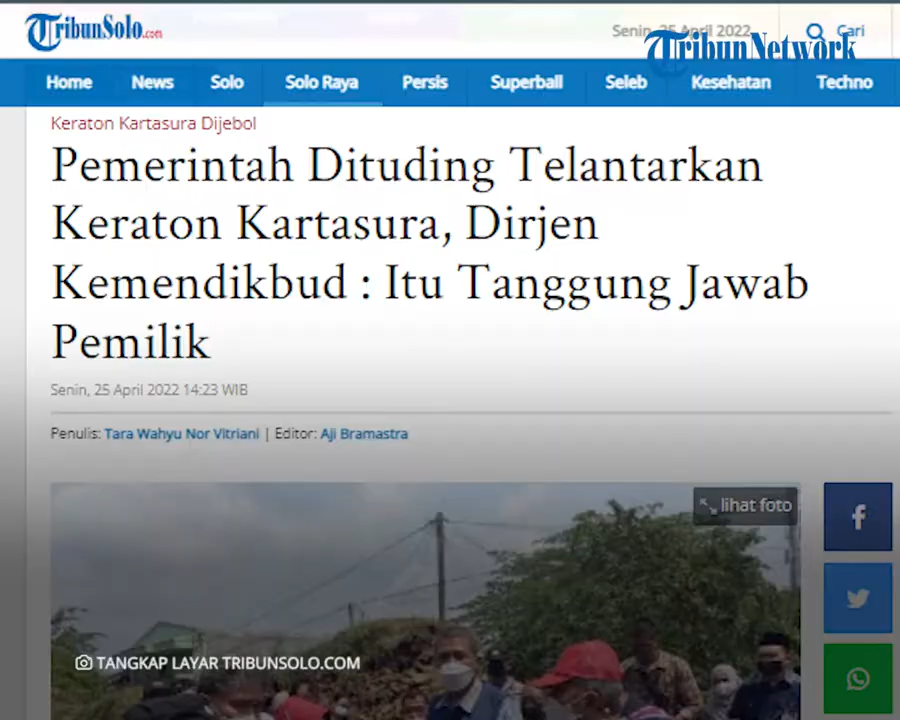 TribunSolo.com
Senin, 25 April 2022
Cari
Tribun Network
Home News Solo Solo Raya Persis Superball Seleb Kesehatan Techno
Keraton Kartasura Dijebol
Pemerintah Dituding Telantarkan
Keraton Kartasura, Dirjen
Kemendikbud : Itu Tanggung Jawab
Pemilik
Senin, 25 April 2022 14:23 WIB
Penulis: Tara Wahyu Nor Vitriani | Editor: Aji Bramastra
lihat foto
TANGKAP LAYAR TRIBUNSOLO.COM